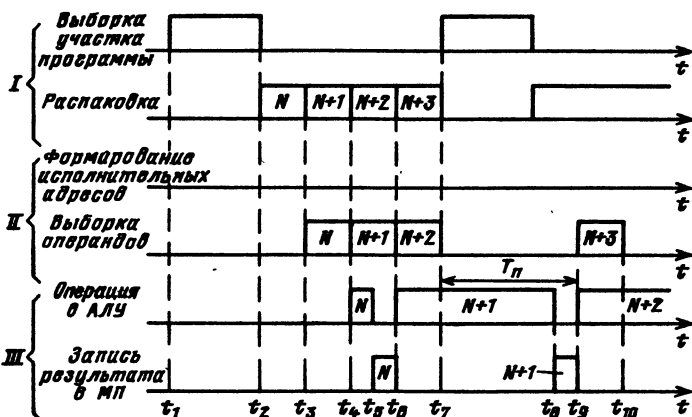 Выборка
участка
программы
t
I
Распаковка
N N+1 N+2 N+3
t
Формирование
исполнительных
адресов
t
II
Выборка
операндов
N N+1 N+2 N+3
t
Tп
Операция
в АЛУ
N N+1 N+2
t
III
Запись
результата
в МП
N N+1
t
t1 t2 t3 t4 t5 t6 t7 t8 t9 t10